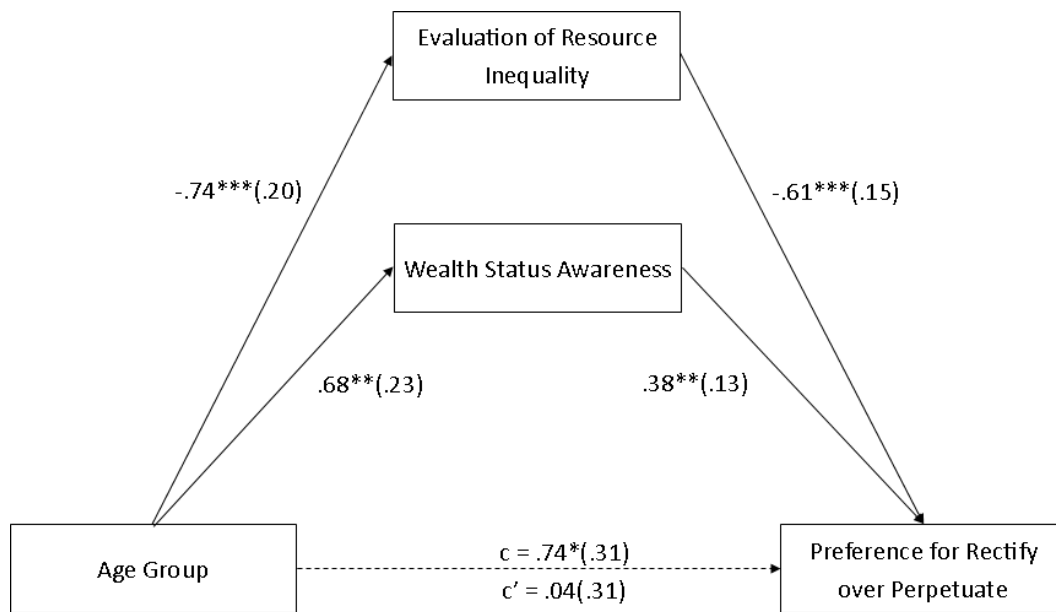 Evaluation of Resource
Inequality
-.74***(.20)
-.61***(.15)
Wealth Status Awareness
.68**(.23)
.38**(.13)
Age Group
c = .74*(.31)
c′ = .04(.31)
Preference for Rectify
over Perpetuate